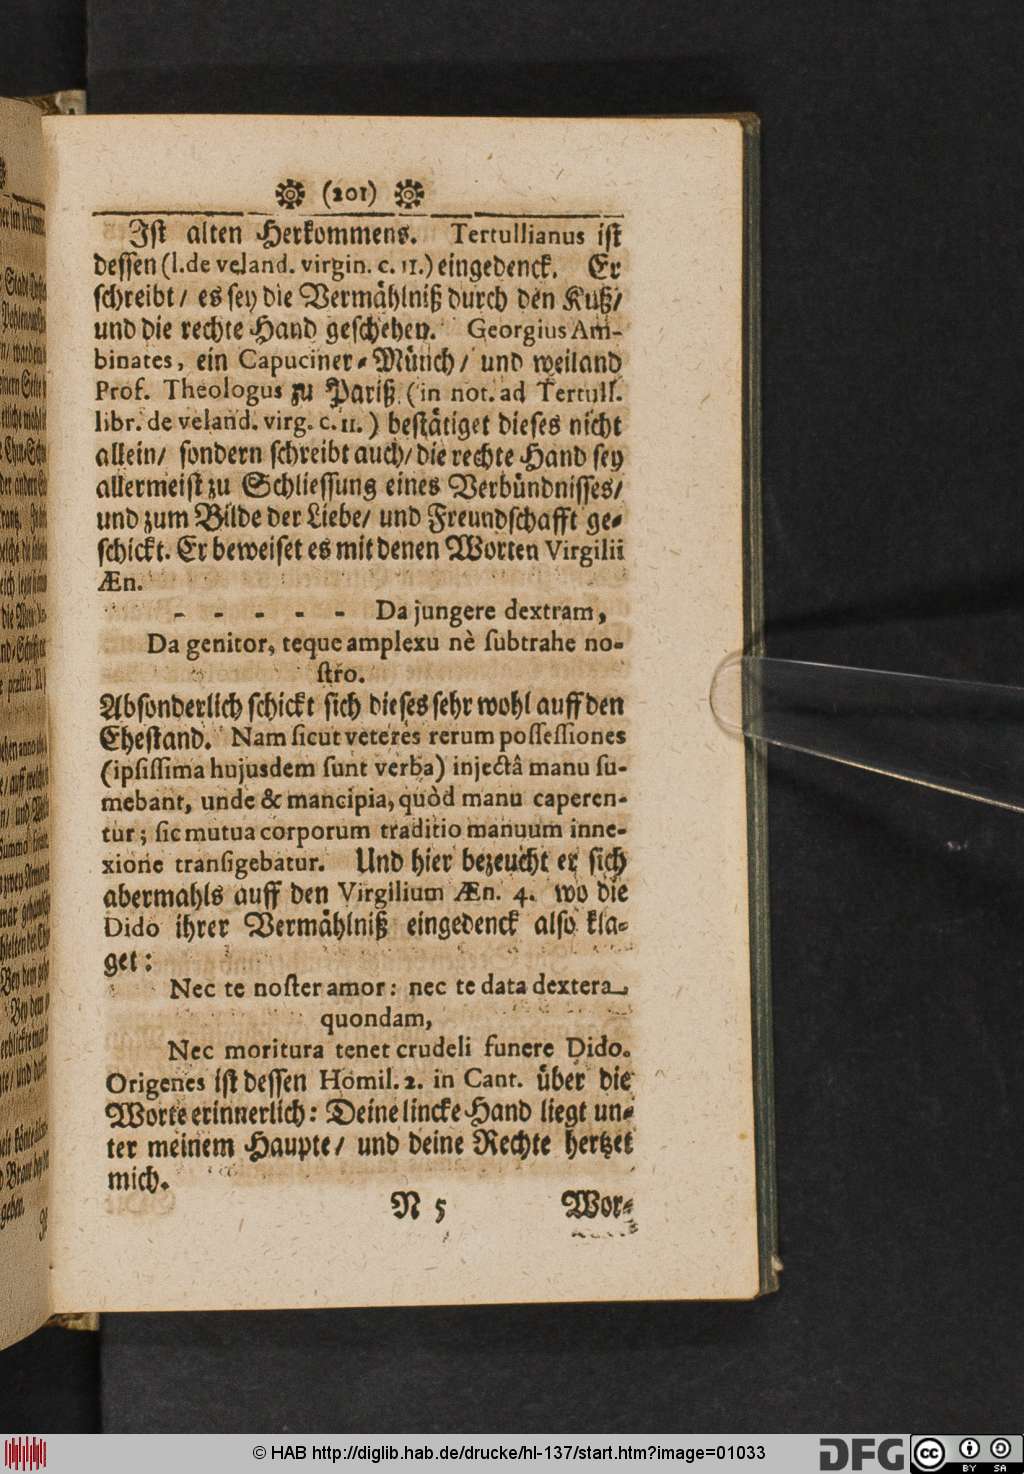 (201)
Ist alten Herkommens. Tertullianus ist
dessen (l. de veland. virgin. c. 11.) eingedenck. Er
schreibt / es sey die Vermählniß durch den Kuß /
und die rechte Hand geschehen. Georgius Am-
binates, ein Capuciner-Münch / und weiland
Prof. Theologus zu Pariß (in not. ad Tertull.
libr. de veland. virg. c. 11.) bestätiget dieses nicht
allein / sondern schreibt auch / die rechte Hand sey
allermeist zu Schliessung eines Verbündnisses /
und zum Bilde der Liebe / und Freundschafft ge-
schickt. Er beweiset es mit denen Worten Virgilii
Æn.
- - - - - Da jungere dextram,
Da genitor, teque amplexu nè subtrahe no-
stro.
Absonderlich schickt sich dieses sehr wohl auff den
Ehestand. Nam sicut veteres rerum possessiones
(ipsissima hujusdem sunt verba) injectâ manu su-
mebant, unde & mancipia, quòd manu caperen-
tur; sic mutua corporum traditio manuum inne-
xione transigebatur. Und hier bezeucht er sich
abermahls auff den Virgilium Æn. 4. wo die
Dido ihrer Vermählniß eingedenck also kla-
get:
Nec te noster amor: nec te data dextera
quondam,
Nec moritura tenet crudeli funere Dido.
Origenes ist dessen Homil. 2. in Cant. über die
Worte erinnerlich: Deine lincke Hand liegt un-
ter meinem Haupte / und deine Rechte hertzet
mich.
N 5 Wor-
© HAB http://diglib.hab.de/drucke/hl-137/start.htm?image=01033
DFG
cc BY SA